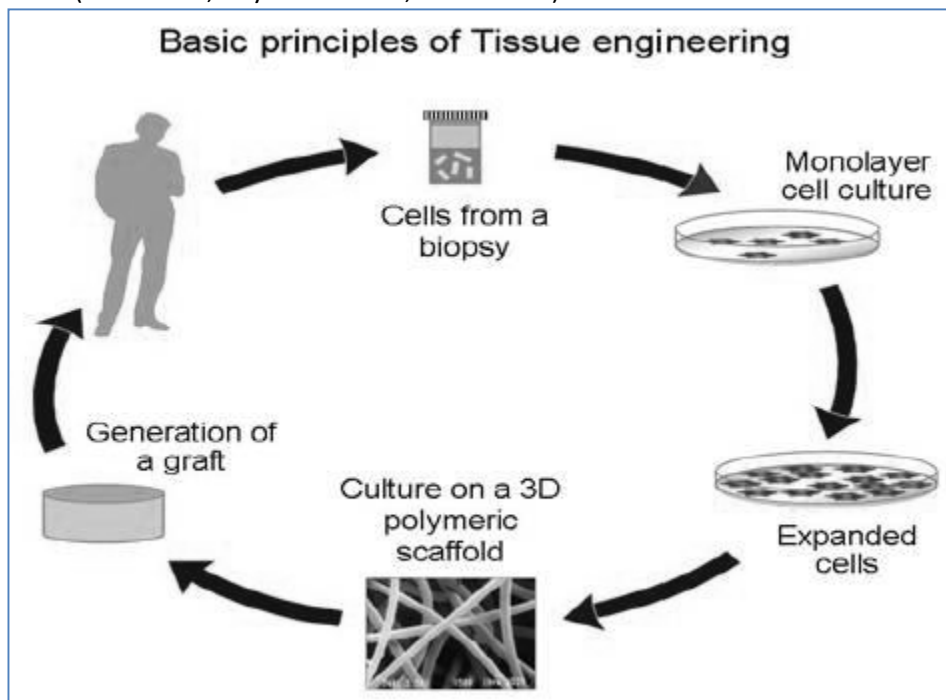 Basic principles of Tissue engineering
Cells from a
biopsy
Monolayer
cell culture
Expanded
cells
Culture on a 3D
polymeric
scaffold
Generation of
a graft